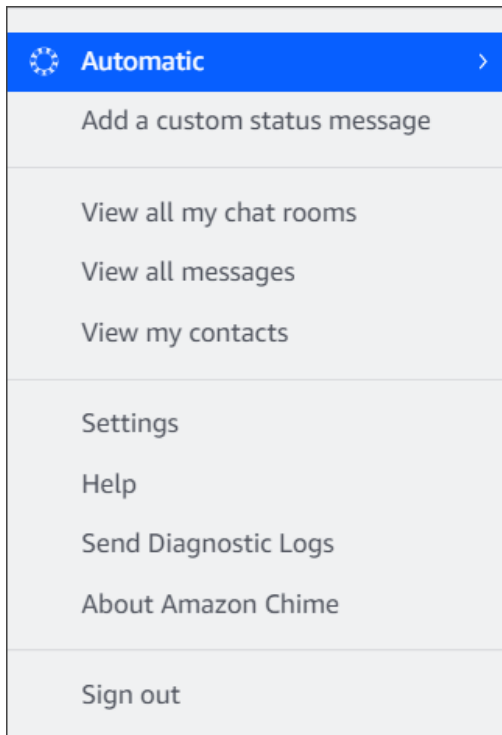 Automatic
Add a custom status message
View all my chat rooms
View all messages
View my contacts
Settings
Help
Send Diagnostic Logs
About Amazon Chime
Sign out